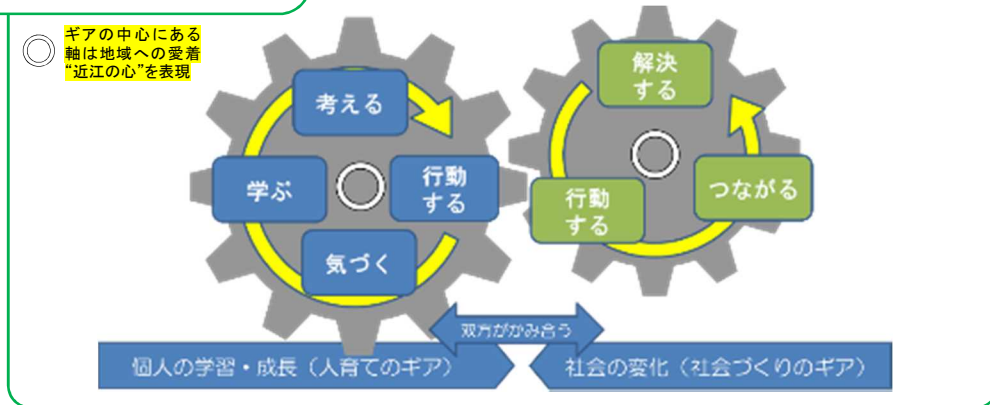 ギアの中心にある
軸は地域への愛着
“近江の心”を表現
考える
学ぶ
行動
する
気づく
解決
する
行動
する
つながる
双方がかみ合う
個人の学習・成長（人育てのギア）
社会の変化（社会づくりのギア）